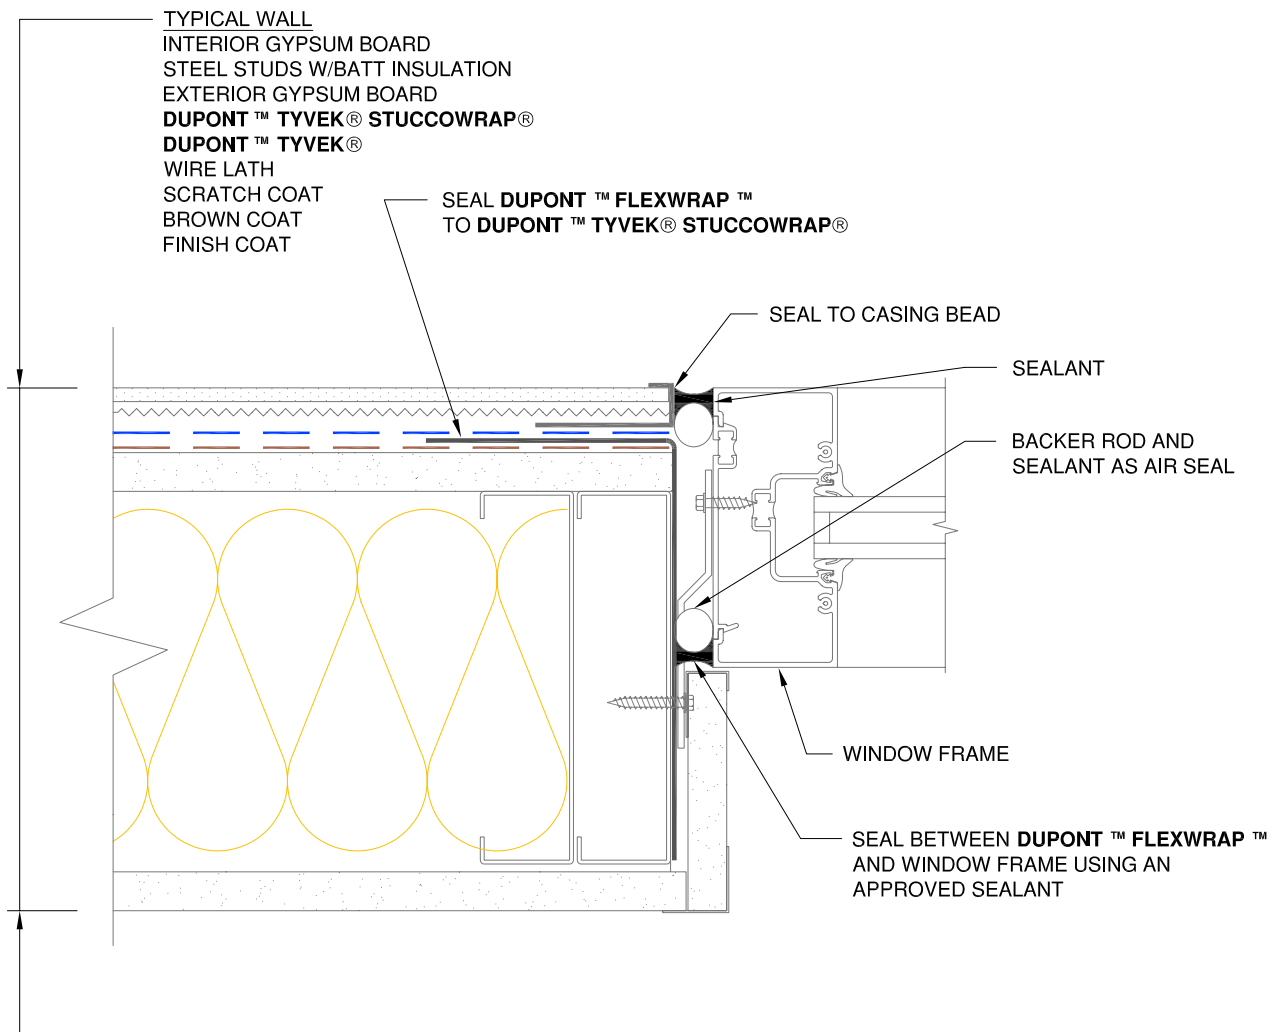 TYPICAL WALL
INTERIOR GYPSUM BOARD
STEEL STUDS W/BATT INSULATION
EXTERIOR GYPSUM BOARD
DUPONT ™ TYVEK® STUCCOWRAP®
DUPONT ™ TYVEK®
WIRE LATH
SCRATCH COAT
BROWN COAT
FINISH COAT
SEAL DUPONT ™ FLEXWRAP ™
TO DUPONT ™ TYVEK® STUCCOWRAP®
SEAL TO CASING BEAD
SEALANT
BACKER ROD AND
SEALANT AS AIR SEAL
WINDOW FRAME
SEAL BETWEEN DUPONT ™ FLEXWRAP ™
AND WINDOW FRAME USING AN
APPROVED SEALANT